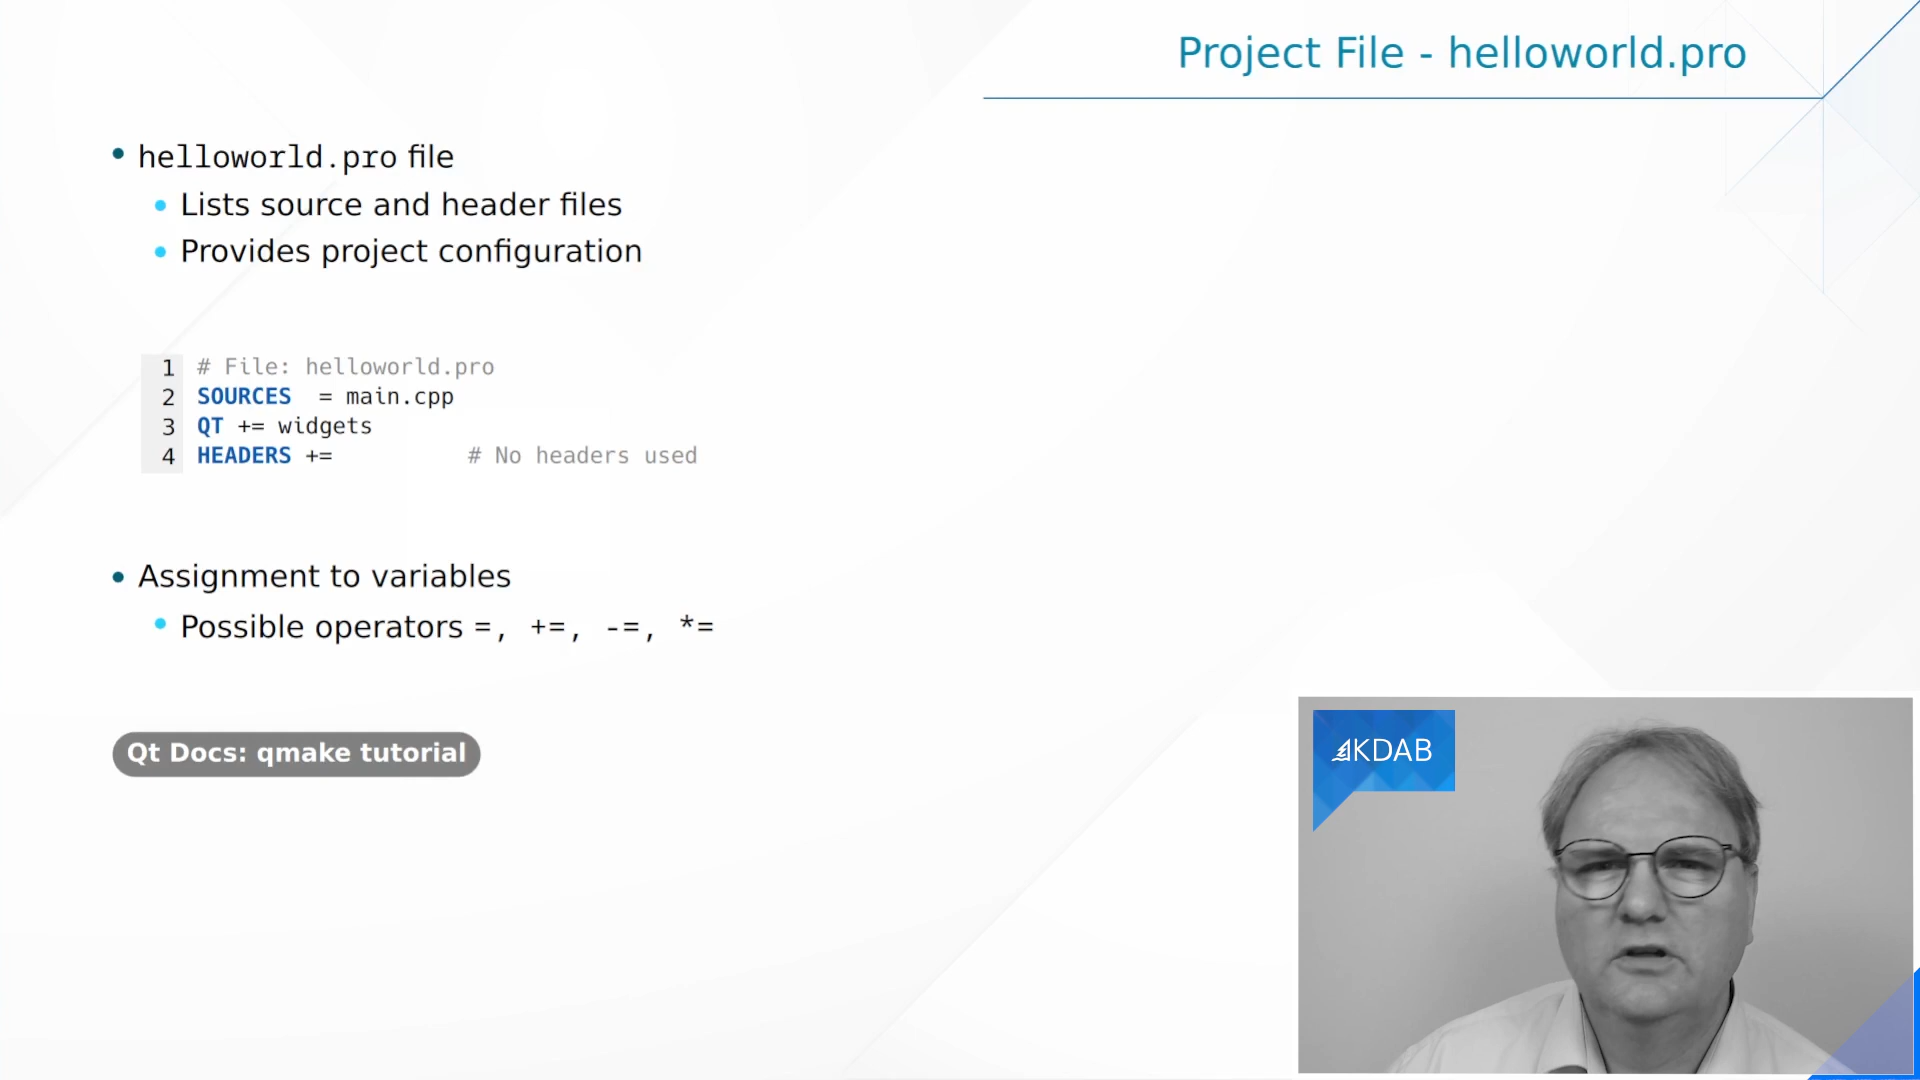 Project File - helloworld.pro
helloworld.pro file
Lists source and header files
Provides project configuration
1 # File: helloworld.pro
2 SOURCES  = main.cpp
3 QT += widgets
4 HEADERS +=          # No headers used
Assignment to variables
Possible operators =, +=, -=, *=
Qt Docs: qmake tutorial
KDAB